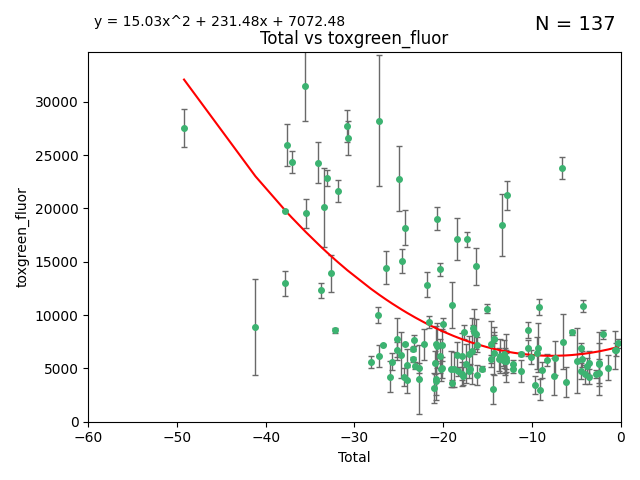 y = 15.03x^2 + 231.48x + 7072.48
N = 137
Total vs toxgreen_fluor
30000
25000
20000
15000
10000
5000
0
toxgreen_fluor
−60
−50
−40
−30
−20
−10
0
Total